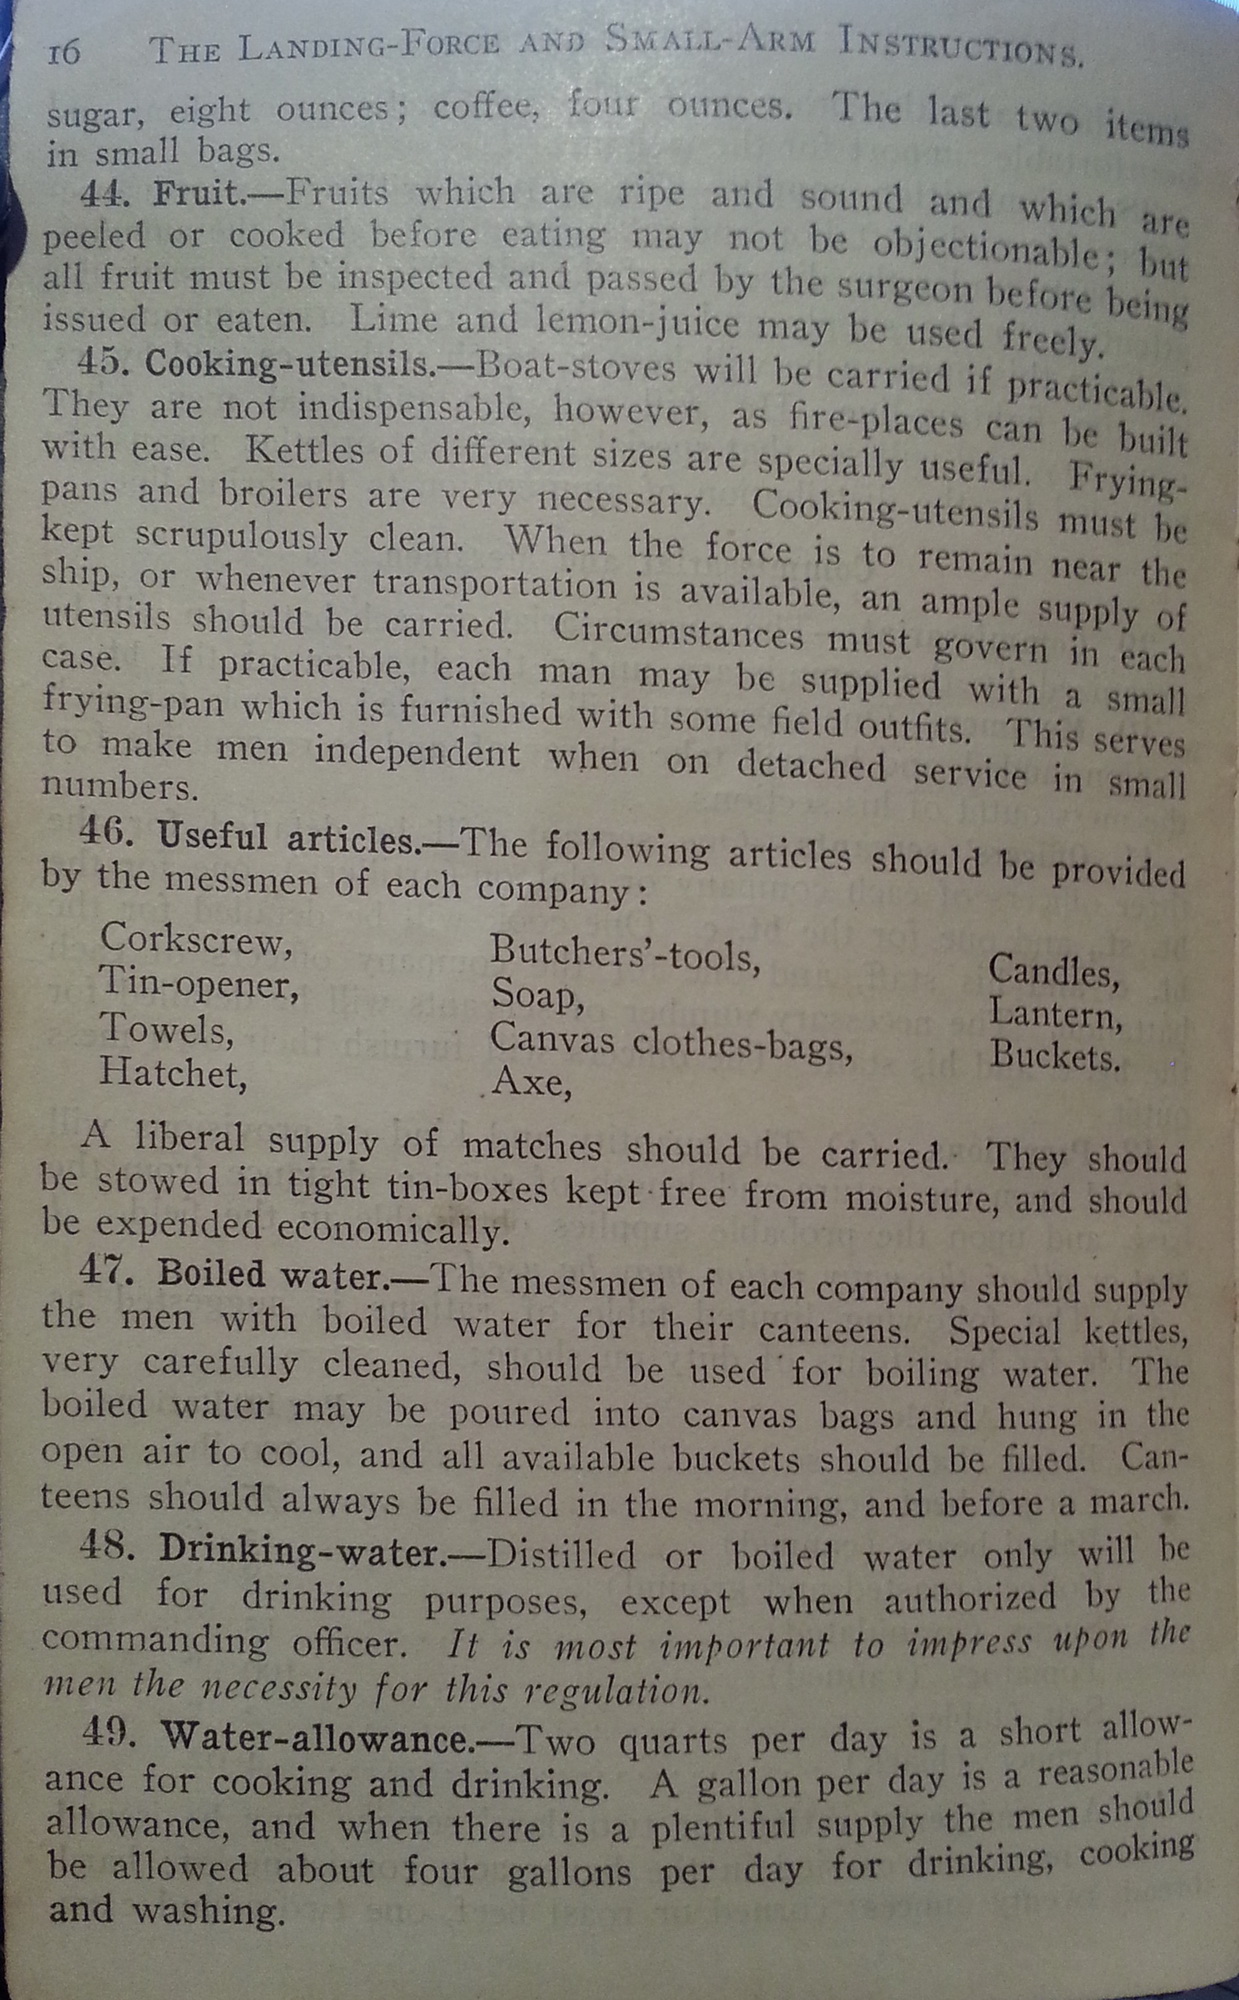 16 THE LANDING-FORCE AND SMALL-ARM INSTRUCTIONS.
sugar, eight ounces; coffee, four ounces. The last two items
in small bags.
44. Fruit.—Fruits which are ripe and sound and which are
peeled or cooked before eating may not be objectionable; but
all fruit must be inspected and passed by the surgeon before being
issued or eaten. Lime and lemon-juice may be used freely.
45. Cooking-utensils.—Boat-stoves will be carried if practicable.
They are not indispensable, however, as fire-places can be built
with ease. Kettles of different sizes are specially useful. Frying-
pans and broilers are very necessary. Cooking-utensils must be
kept scrupulously clean. When the force is to remain near the
ship, or whenever transportation is available, an ample supply of
utensils should be carried. Circumstances must govern in each
case. If practicable, each man may be supplied with a small
frying-pan which is furnished with some field outfits. This serves
to make men independent when on detached service in small
numbers.
46. Useful articles.—The following articles should be provided
by the messmen of each company:
Corkscrew, Butchers'-tools, Candles,
Tin-opener, Soap, Lantern,
Towels, Canvas clothes-bags, Buckets.
Hatchet, Axe,
A liberal supply of matches should be carried. They should
be stowed in tight tin-boxes kept free from moisture, and should
be expended economically.
47. Boiled water.—The messmen of each company should supply
the men with boiled water for their canteens. Special kettles,
very carefully cleaned, should be used for boiling water. The
boiled water may be poured into canvas bags and hung in the
open air to cool, and all available buckets should be filled. Can-
teens should always be filled in the morning, and before a march.
48. Drinking-water.—Distilled or boiled water only will be
used for drinking purposes, except when authorized by the
commanding officer. It is most important to impress upon the
men the necessity for this regulation.
49. Water-allowance.—Two quarts per day is a short allow-
ance for cooking and drinking. A gallon per day is a reasonable
allowance, and when there is a plentiful supply the men should
be allowed about four gallons per day for drinking, cooking
and washing.